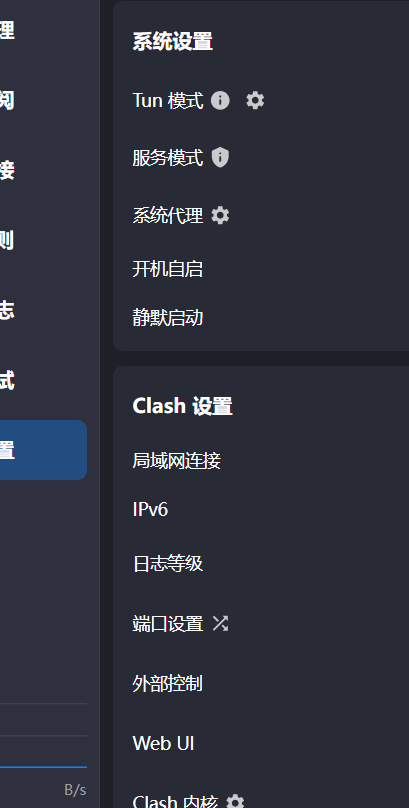 理
阅
接
则
志
试
置
B/s
系统设置
Tun 模式
服务模式
系统代理
开机自启
静默启动
Clash 设置
局域网连接
IPv6
日志等级
端口设置
外部控制
Web UI
Clash 内核